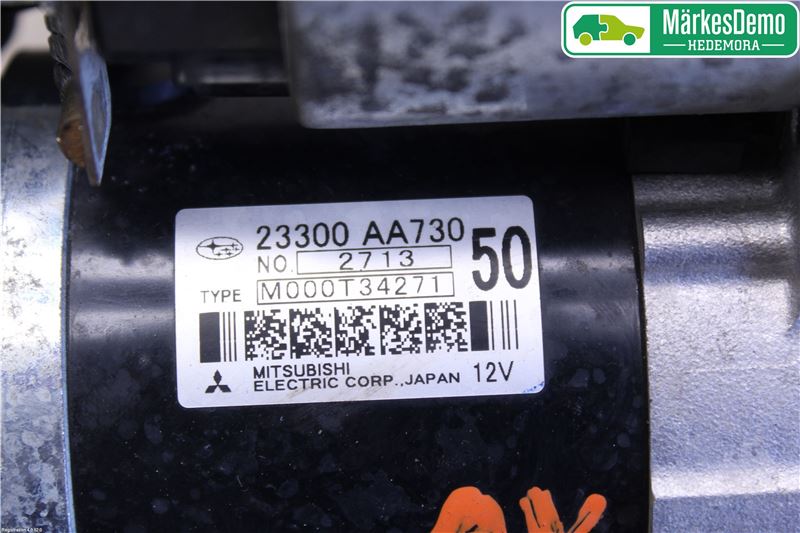 MärkesDemo
HEDEMORA
23300 AA730
50
NO. 2713
TYPE M000T34271
MITSUBISHI
ELECTRIC CORP.,JAPAN 12V